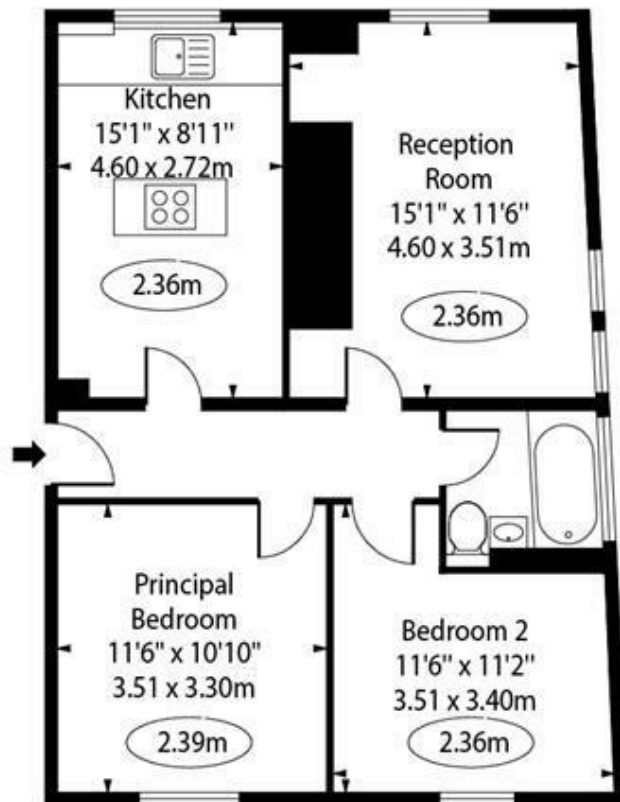 Kitchen
15'1" x 8'11"
4.60 x 2.72m
2.36m
Reception
Room
15'1" x 11'6"
4.60 x 3.51m
2.36m
Principal
Bedroom
11'6" x 10'10"
3.51 x 3.30m
2.39m
Bedroom 2
11'6" x 11'2"
3.51 x 3.40m
2.36m